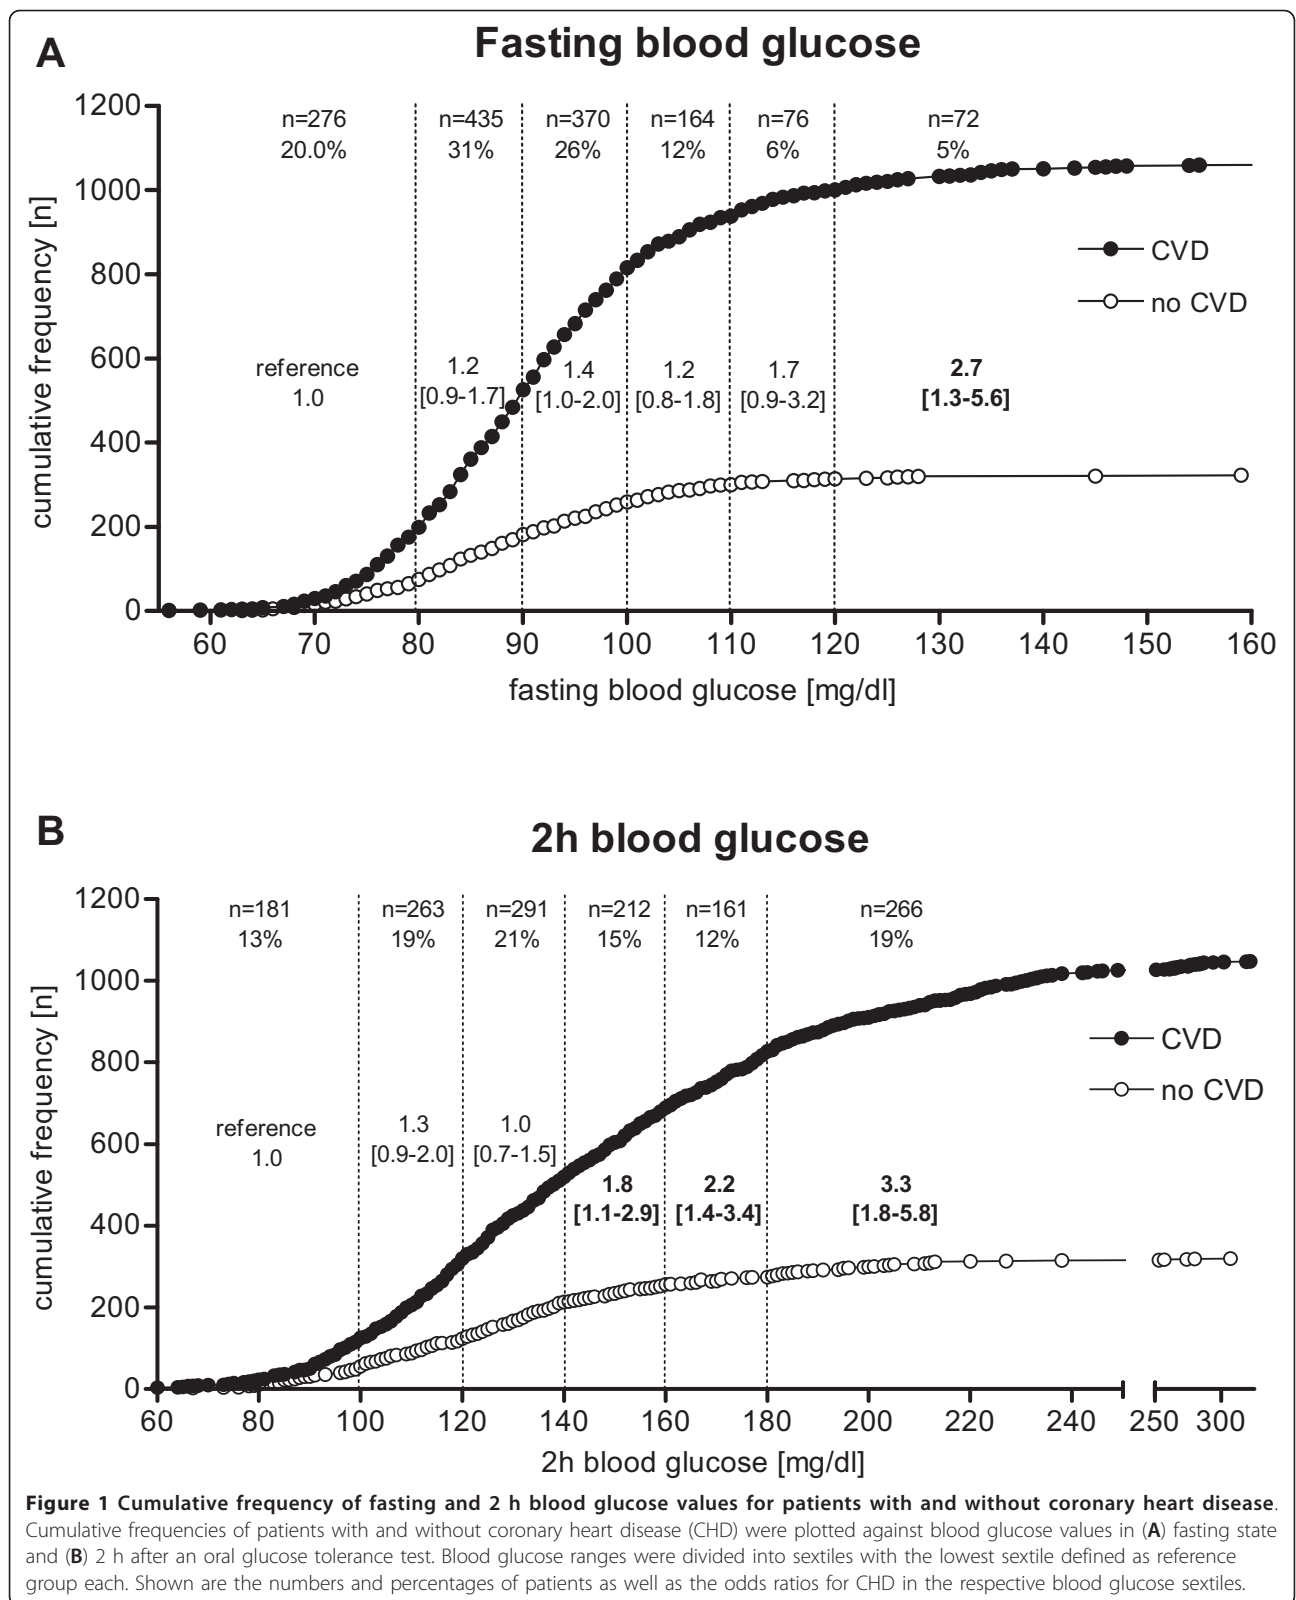 A
Fasting blood glucose
n=276 n=435 n=370 n=164 n=76 n=72
20.0% 31% 26% 12% 6% 5%
1200
1000
800
600
400
200
0
cumulative frequency [n]
CVD
no CVD
reference 1.2 1.4 1.2 1.7 2.7
1.0 [0.9-1.7] [1.0-2.0] [0.8-1.8] [0.9-3.2] [1.3-5.6]
60 70 80 90 100 110 120 130 140 150 160
fasting blood glucose [mg/dl]
B
2h blood glucose
n=181 n=263 n=291 n=212 n=161 n=266
13% 19% 21% 15% 12% 19%
1200
1000
800
600
400
200
0
cumulative frequency [n]
CVD
no CVD
reference 1.3 1.0
1.0 [0.9-2.0] [0.7-1.5]
1.8 2.2 3.3
[1.1-2.9] [1.4-3.4] [1.8-5.8]
60 80 100 120 140 160 180 200 220 240 250 300
2h blood glucose [mg/dl]
Figure 1 Cumulative frequency of fasting and 2 h blood glucose values for patients with and without coronary heart disease.
Cumulative frequencies of patients with and without coronary heart disease (CHD) were plotted against blood glucose values in (A) fasting state
and (B) 2 h after an oral glucose tolerance test. Blood glucose ranges were divided into sextiles with the lowest sextile defined as reference
group each. Shown are the numbers and percentages of patients as well as the odds ratios for CHD in the respective blood glucose sextiles.